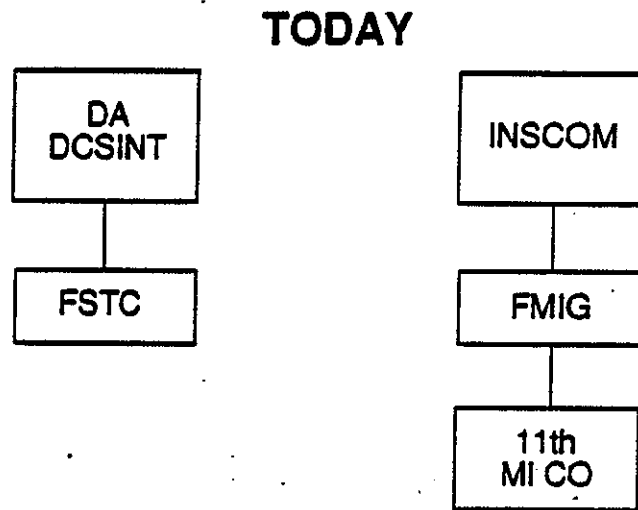 TODAY
DA
DCSINT
INSCOM
FSTC
FMIG
11th
MI CO